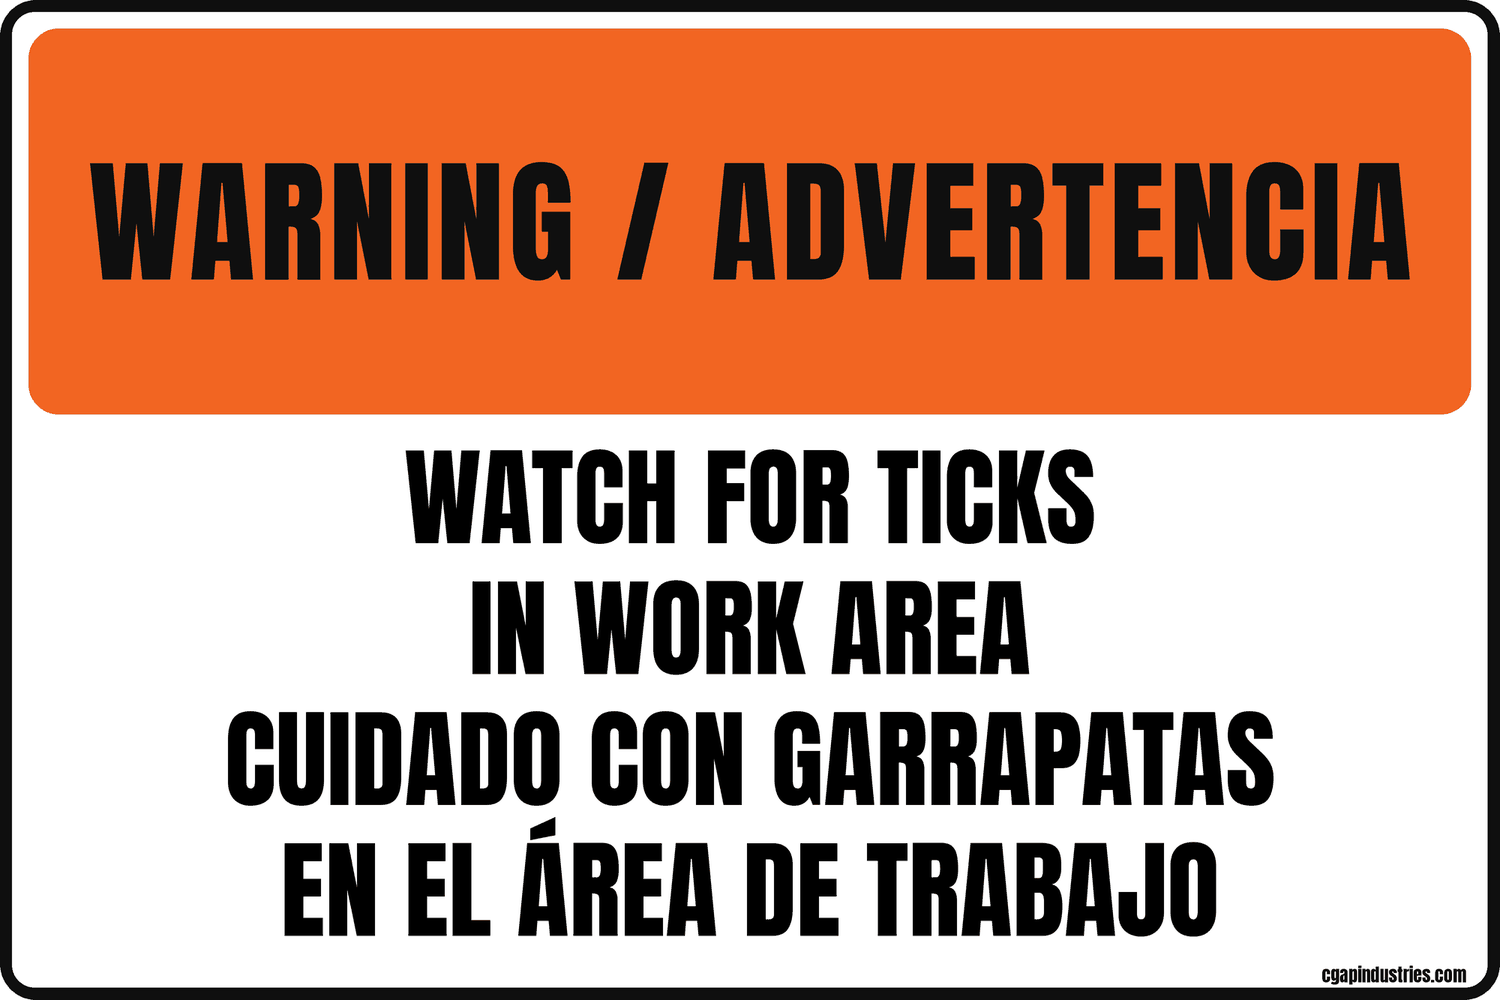 WARNING / ADVERTENCIA
WATCH FOR TICKS
IN WORK AREA
CUIDADO CON GARRAPATAS
EN EL ÁREA DE TRABAJO
cgapindustries.com